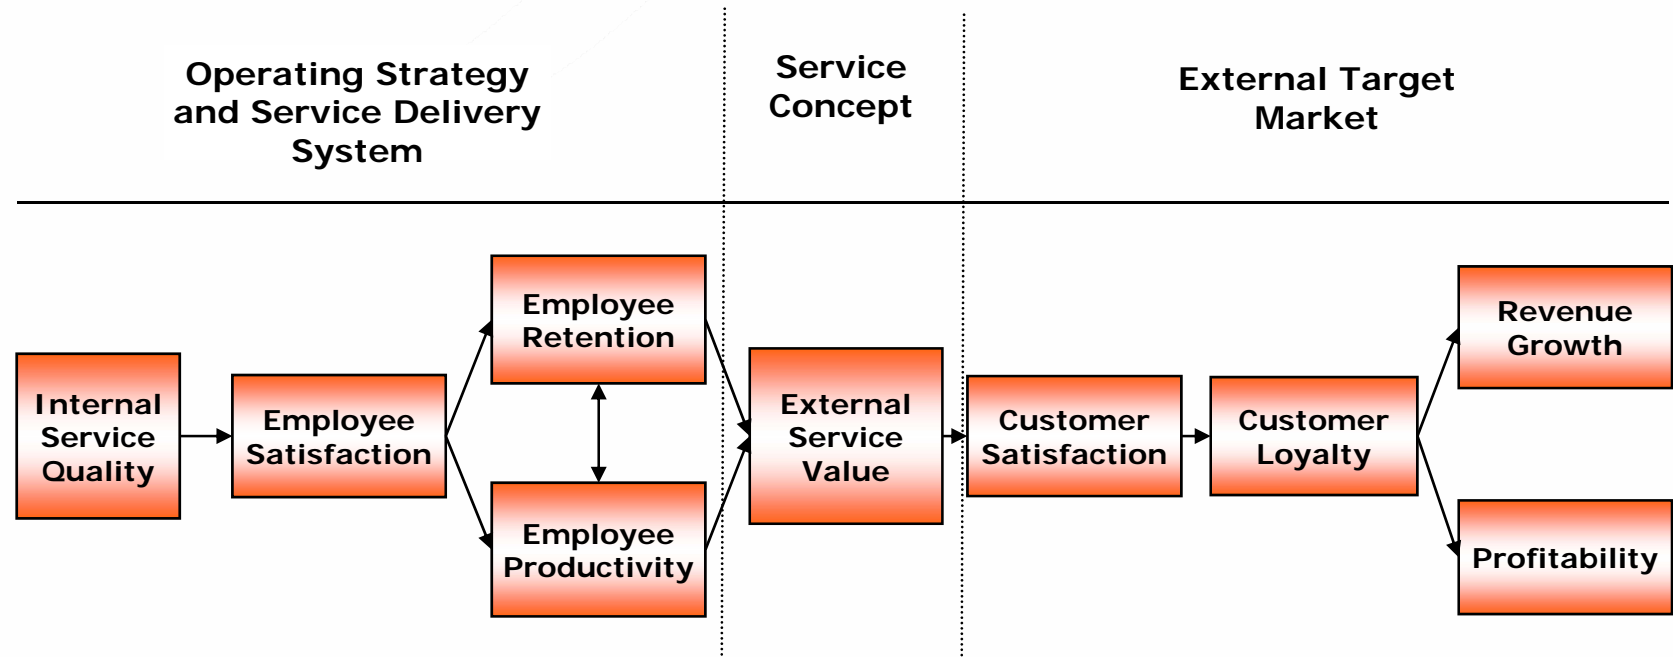 Operating Strategy
and Service Delivery
System
Service
Concept
External Target
Market
Internal
Service
Quality
Employee
Satisfaction
Employee
Retention
Employee
Productivity
External
Service
Value
Customer
Satisfaction
Customer
Loyalty
Revenue
Growth
Profitability